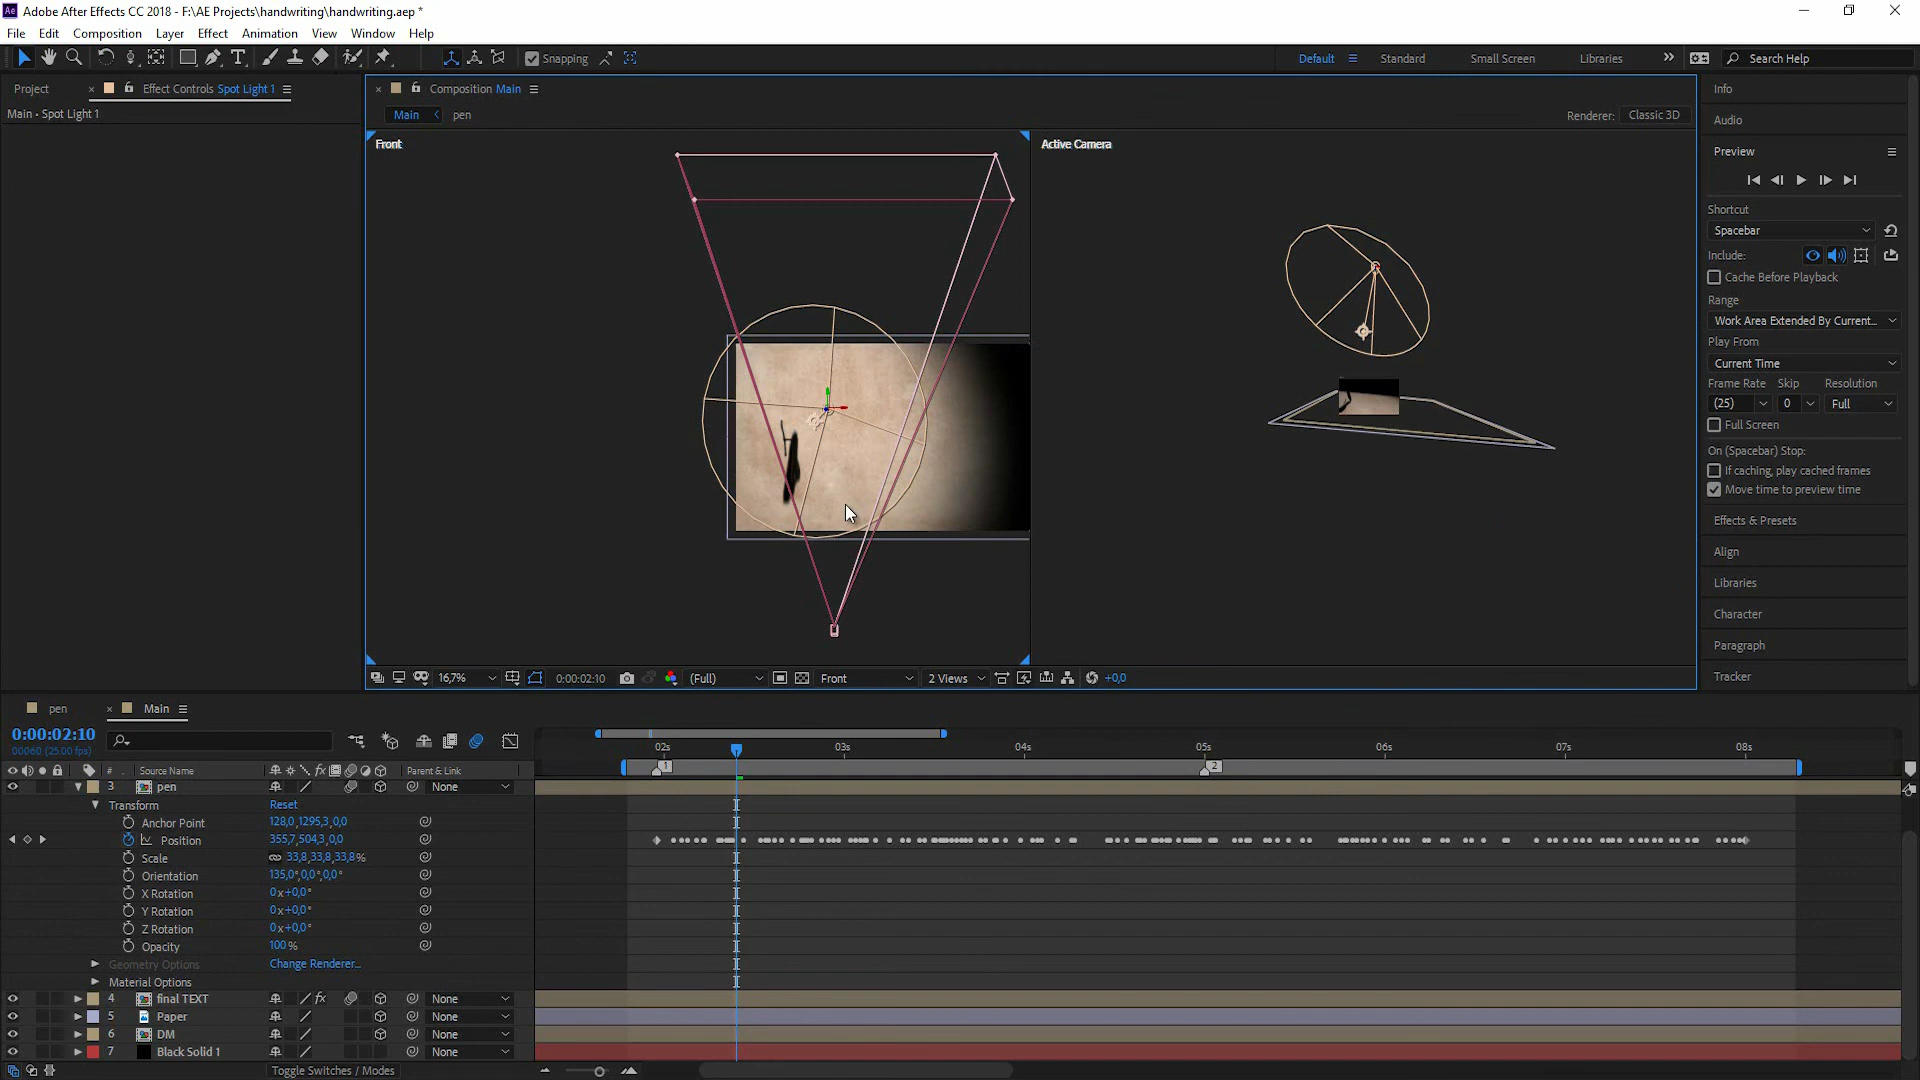 Ae Adobe After Effects CC 2018 - F:\AE Projects\handwriting\handwriting.aep *
File Edit Composition Layer Effect Animation View Window Help
T Snapping Default Standard Small Screen Libraries Search Help
Project Effect Controls Spot Light 1
Main • Spot Light 1
Composition Main
Main pen
Renderer: Classic 3D
Front
Active Camera
16,7% 0:00:02:10 (Full) Front 2 Views +0,0
Info
Audio
Preview
Shortcut
Spacebar
Include:
Cache Before Playback
Range
Work Area Extended By Current...
Play From
Current Time
Frame Rate Skip Resolution
(25) 0 Full
Full Screen
On (Spacebar) Stop:
If caching, play cached frames
Move time to preview time
Effects & Presets
Align
Libraries
Character
Paragraph
Tracker
pen Main
0:00:02:10
00060 (25.00 fps)
02s 03s 04s 05s 06s 07s 08s
1 2
# Source Name fx Parent & Link
3 pen None
Transform Reset
Anchor Point 128,0,1295,3,0,0
Position 355,7,504,3,0,0
Scale 33,8,33,8,33,8%
Orientation 135,0°,0,0°,0,0°
X Rotation 0x+0,0°
Y Rotation 0x+0,0°
Z Rotation 0x+0,0°
Opacity 100%
Geometry Options Change Renderer...
Material Options
4 final TEXT fx None
5 Paper None
6 DM None
7 Black Solid 1 None
Toggle Switches / Modes